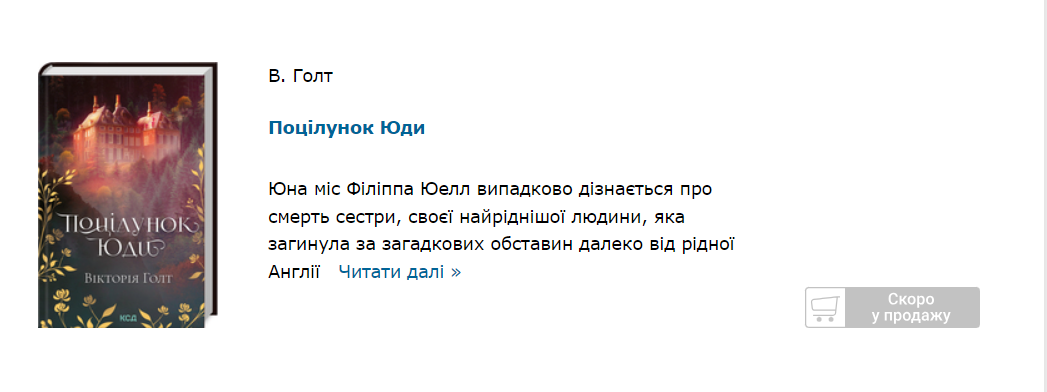 В. Голт
Поцілунок Юди
Юна міс Філіппа Юелл випадково дізнається про
смерть сестри, своєї найріднішої людини, яка
загинула за загадкових обставин далеко від рідної
Англії Читати далі »
Поцілунок
Юди
Вікторія Голт
КСД
Скоро
у продажу